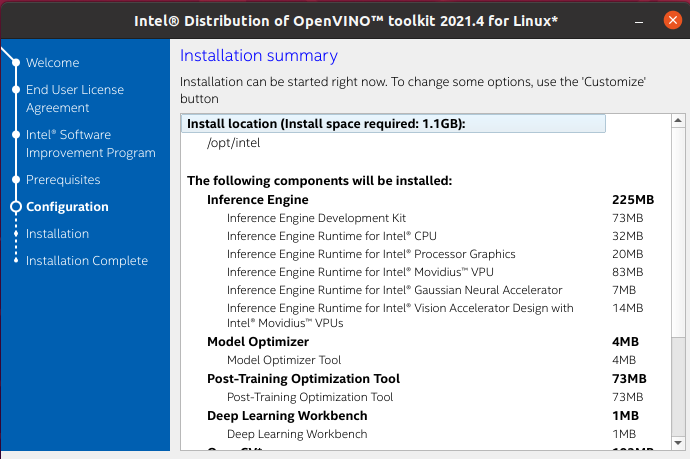 Intel® Distribution of OpenVINO™ toolkit 2021.4 for Linux*
Welcome
End User License
Agreement
Intel® Software
Improvement Program
Prerequisites
Configuration
Installation
Installation Complete
Installation summary
Installation can be started right now. To change some options, use the 'Customize'
button
Install location (Install space required: 1.1GB):
/opt/intel
The following components will be installed:
Inference Engine 225MB
Inference Engine Development Kit 73MB
Inference Engine Runtime for Intel® CPU 32MB
Inference Engine Runtime for Intel® Processor Graphics 20MB
Inference Engine Runtime for Intel® Movidius™ VPU 83MB
Inference Engine Runtime for Intel® Gaussian Neural Accelerator 7MB
Inference Engine Runtime for Intel® Vision Accelerator Design with 14MB
Intel® Movidius™ VPUs
Model Optimizer 4MB
Model Optimizer Tool 4MB
Post-Training Optimization Tool 73MB
Post-Training Optimization Tool 73MB
Deep Learning Workbench 1MB
Deep Learning Workbench 1MB